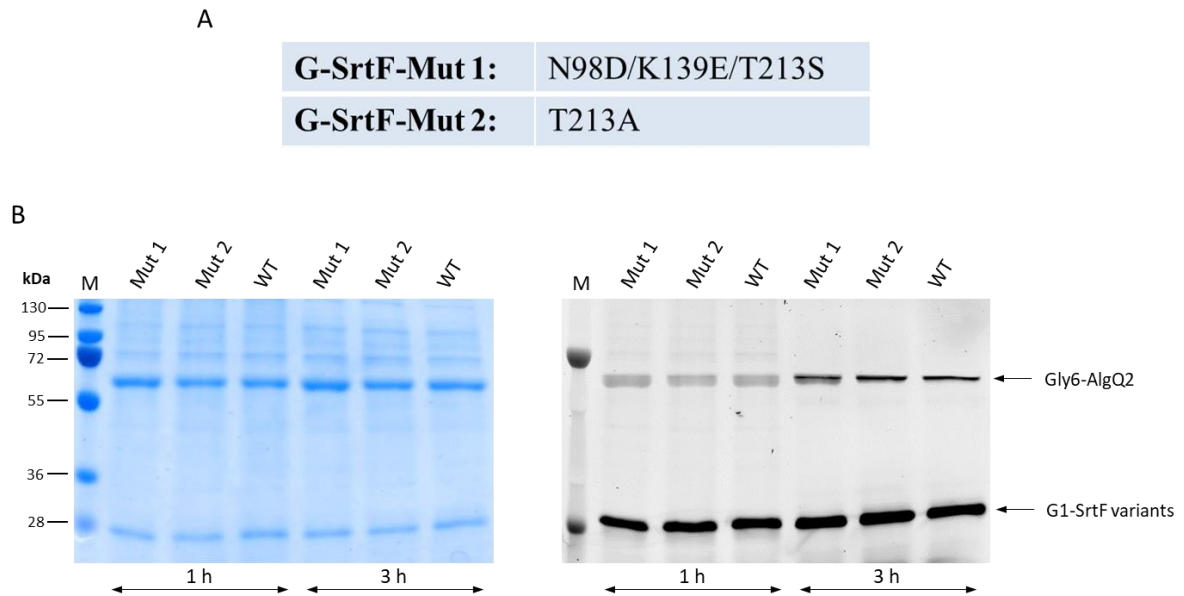 A
G-SrtF-Mut 1: N98D/K139E/T213S
G-SrtF-Mut 2: T213A
B
kDa M Mut 1 Mut 2 WT Mut 1 Mut 2 WT
130
95
72
55
36
28
1 h 3 h
M Mut 1 Mut 2 WT Mut 1 Mut 2 WT
Gly6-AlgQ2
G1-SrtF variants
1 h 3 h